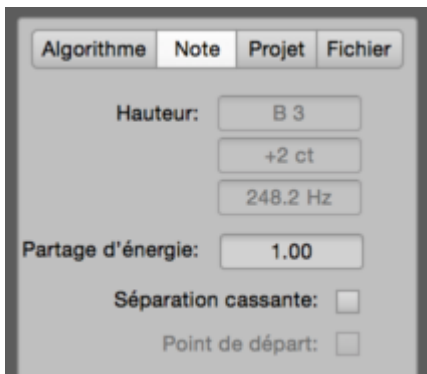 Algorithme Note Projet Fichier
Hauteur: B 3
+2 ct
248.2 Hz
Partage d'énergie: 1.00
Séparation cassante:
Point de départ: